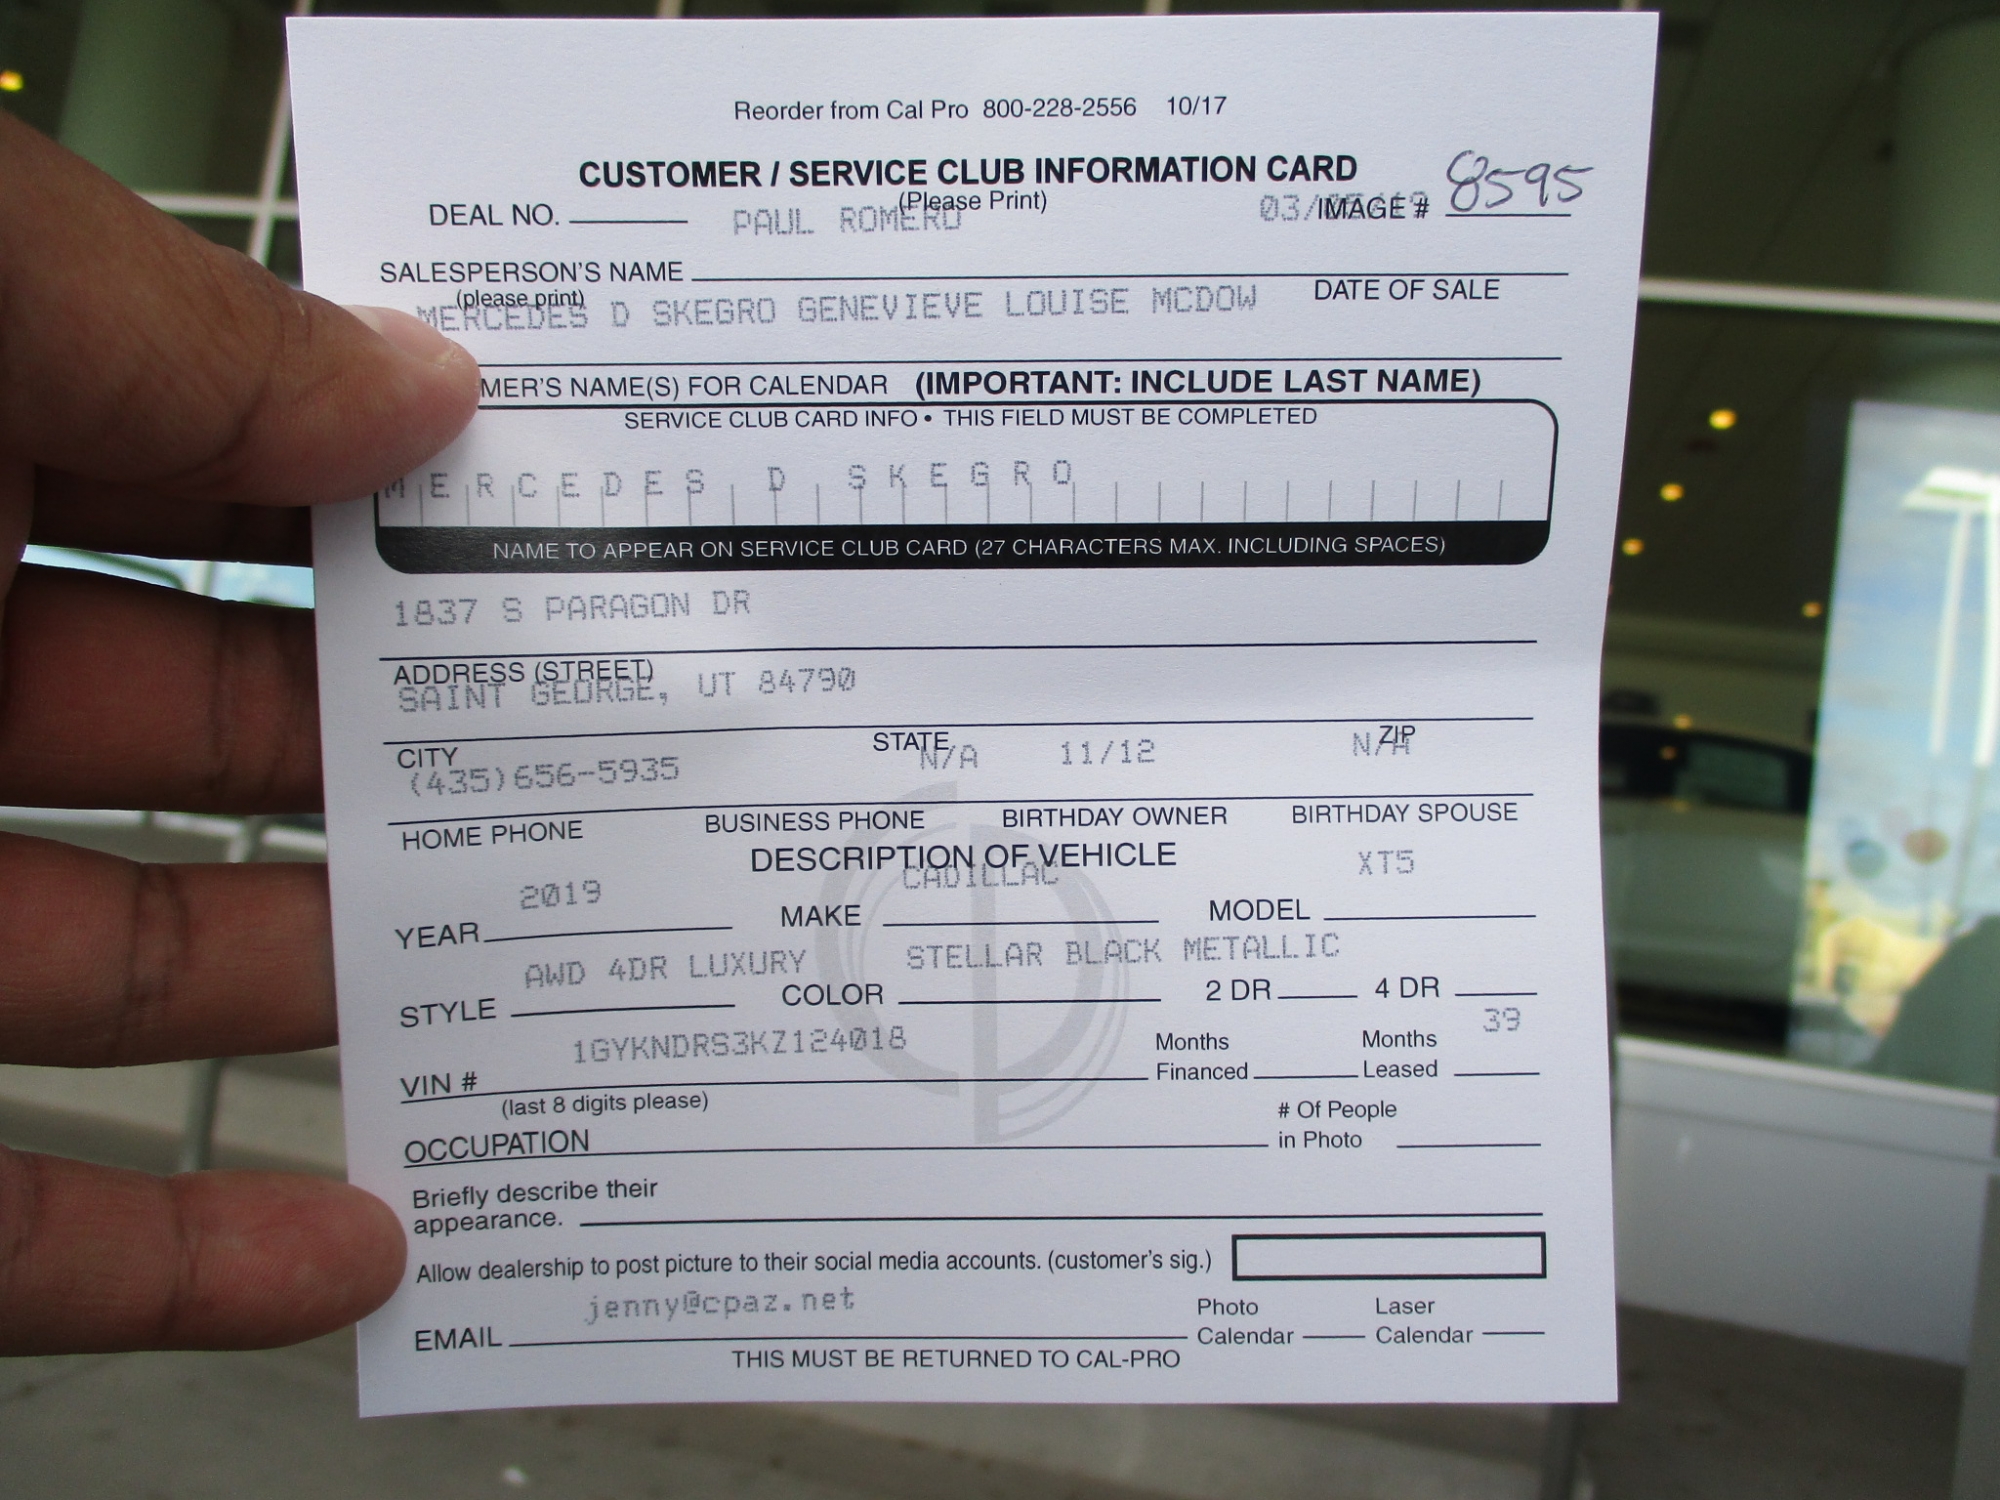 Reorder from Cal Pro 800-228-2556 10/17
CUSTOMER / SERVICE CLUB INFORMATION CARD
(Please Print)
DEAL NO. PAUL ROMERO IMAGE # 8595
SALESPERSON'S NAME
(please print) DATE OF SALE
MERCEDES D SKEGRO GENEVIEVE LOUISE MCDOW
MER'S NAME(S) FOR CALENDAR (IMPORTANT: INCLUDE LAST NAME)
SERVICE CLUB CARD INFO • THIS FIELD MUST BE COMPLETED
MERCEDES D SKEGRO
NAME TO APPEAR ON SERVICE CLUB CARD (27 CHARACTERS MAX. INCLUDING SPACES)
1837 S PARAGON DR
ADDRESS (STREET)
SAINT GEORGE, UT 84790
CITY STATE ZIP
(435)656-5935 N/A 11/12 N/A
HOME PHONE BUSINESS PHONE BIRTHDAY OWNER BIRTHDAY SPOUSE
DESCRIPTION OF VEHICLE
2019 CADILLAC XT5
YEAR MAKE MODEL
AWD 4DR LUXURY STELLAR BLACK METALLIC
STYLE COLOR 2 DR 4 DR
1GYKNDRS3KZ124018 39
VIN # Months Financed Months Leased
(last 8 digits please)
OCCUPATION # Of People in Photo
Briefly describe their
appearance.
Allow dealership to post picture to their social media accounts. (customer's sig.)
jenny@cpaz.net
EMAIL Photo Calendar Laser Calendar
THIS MUST BE RETURNED TO CAL-PRO